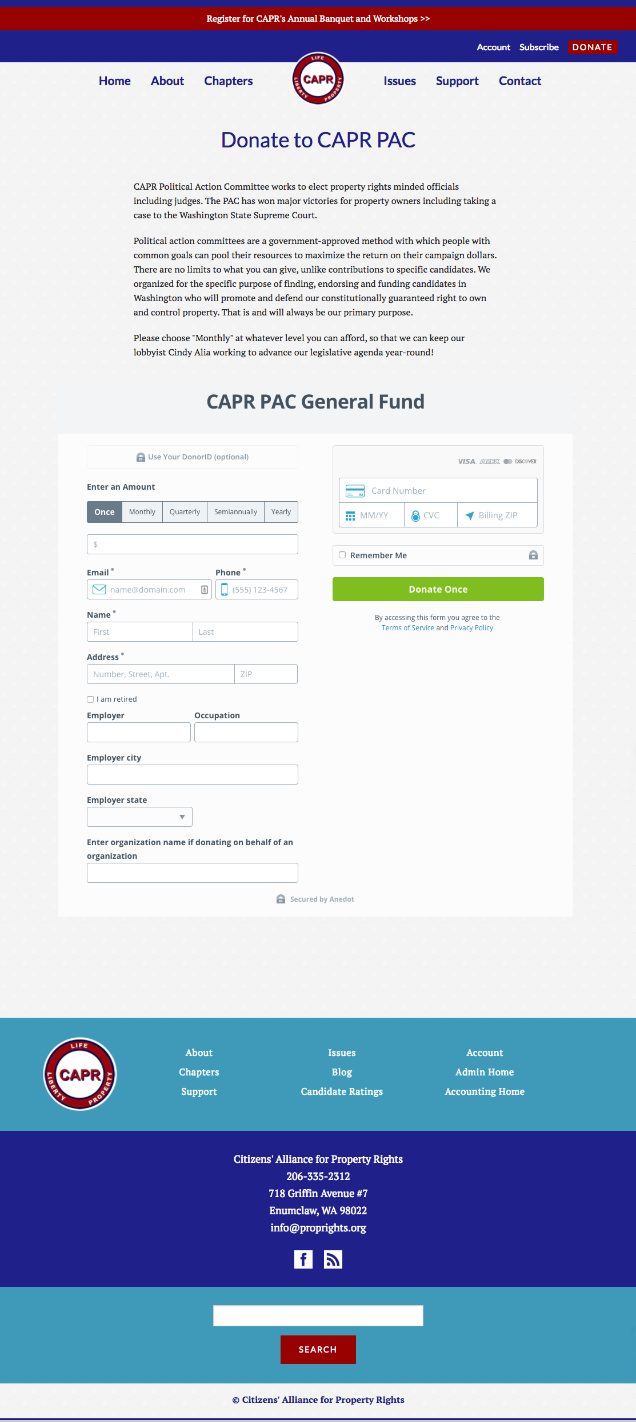 Register for CAPR's Annual Banquet and Workshops >>
Account Subscribe DONATE
Home About Chapters
LIFE
CAPR
LIBERTY PROPERTY
Issues Support Contact
Donate to CAPR PAC
CAPR Political Action Committee works to elect property rights minded officials
including judges. The PAC has won major victories for property owners including taking a
case to the Washington State Supreme Court.
Political action committees are a government-approved method with which people with
common goals can pool their resources to maximize the return on their campaign dollars.
There are no limits to what you can give, unlike contributions to specific candidates. We
organized for the specific purpose of finding, endorsing and funding candidates in
Washington who will promote and defend our constitutionally guaranteed right to own
and control property. That is and will always be our primary purpose.
Please choose "Monthly" at whatever level you can afford, so that we can keep our
lobbyist Cindy Alia working to advance our legislative agenda year-round!
CAPR PAC General Fund
Use Your DonorID (optional)
Enter an Amount
Once Monthly Quarterly Semiannually Yearly
$
Email * Phone *
name@domain.com (555) 123-4567
Name *
First Last
Address *
Number, Street, Apt. ZIP
I am retired
Employer Occupation
Employer city
Employer state
Enter organization name if donating on behalf of an
organization
VISA AMEX DISCOVER
Card Number
MM/YY CVC Billing ZIP
Remember Me
Donate Once
By accessing this form you agree to the
Terms of Service and Privacy Policy.
Secured by Anedot
LIFE
CAPR
LIBERTY PROPERTY
About Issues Account
Chapters Blog Admin Home
Support Candidate Ratings Accounting Home
Citizens' Alliance for Property Rights
206-335-2312
718 Griffin Avenue #7
Enumclaw, WA 98022
info@proprights.org
SEARCH
© Citizens' Alliance for Property Rights